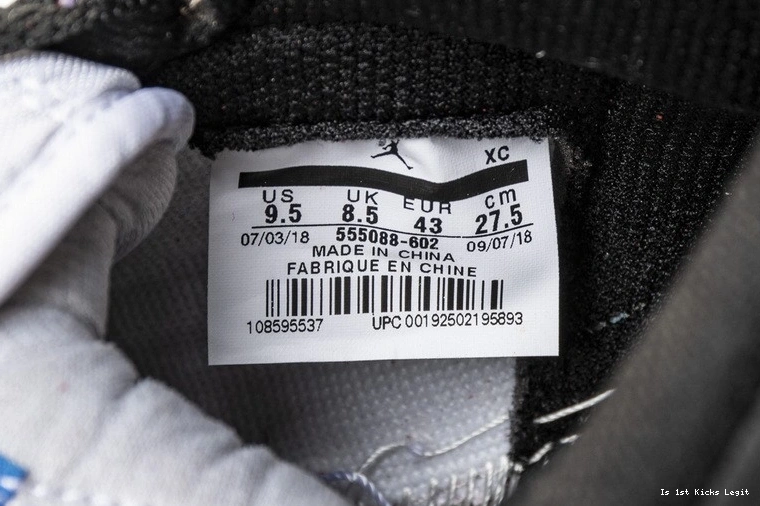 XC
US UK EUR cm
9.5 8.5 43 27.5
07/03/18 555088-602 09/07/18
MADE IN CHINA
FABRIQUE EN CHINE
108595537 UPC 00192502195893
Is 1st Kicks Legit